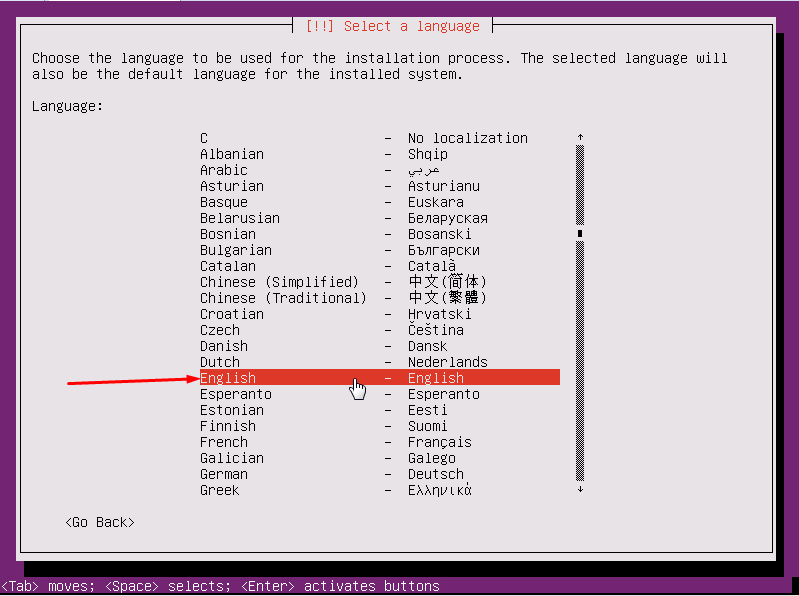 [!!] Select a language
Choose the language to be used for the installation process. The selected language will
also be the default language for the installed system.
Language:
C - No localization
Albanian - Shqip
Arabic - عربي
Asturian - Asturianu
Basque - Euskara
Belarusian - Беларуская
Bosnian - Bosanski
Bulgarian - Български
Catalan - Català
Chinese (Simplified) - 中文(简体)
Chinese (Traditional) - 中文(繁體)
Croatian - Hrvatski
Czech - Čeština
Danish - Dansk
Dutch - Nederlands
English - English
Esperanto - Esperanto
Estonian - Eesti
Finnish - Suomi
French - Français
Galician - Galego
German - Deutsch
Greek - Ελληνικά
<Go Back>
<Tab> moves; <Space> selects; <Enter> activates buttons